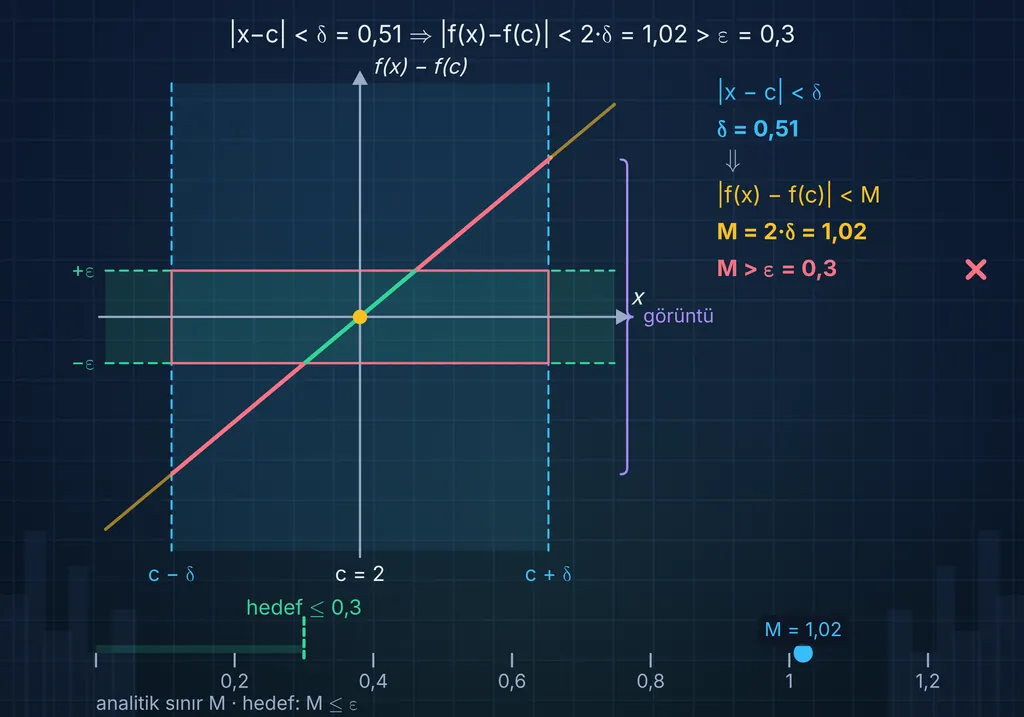 |x−c| < δ = 0,51 ⇒ |f(x)−f(c)| < 2·δ = 1,02 > ε = 0,3
f(x) − f(c)
|x − c| < δ
δ = 0,51
⇓
|f(x) − f(c)| < M
M = 2·δ = 1,02
M > ε = 0,3
+ε
x
görüntü
−ε
c − δ
c = 2
c + δ
hedef ≤ 0,3
M = 1,02
0,2 0,4 0,6 0,8 1 1,2
analitik sınır M · hedef: M ≤ ε